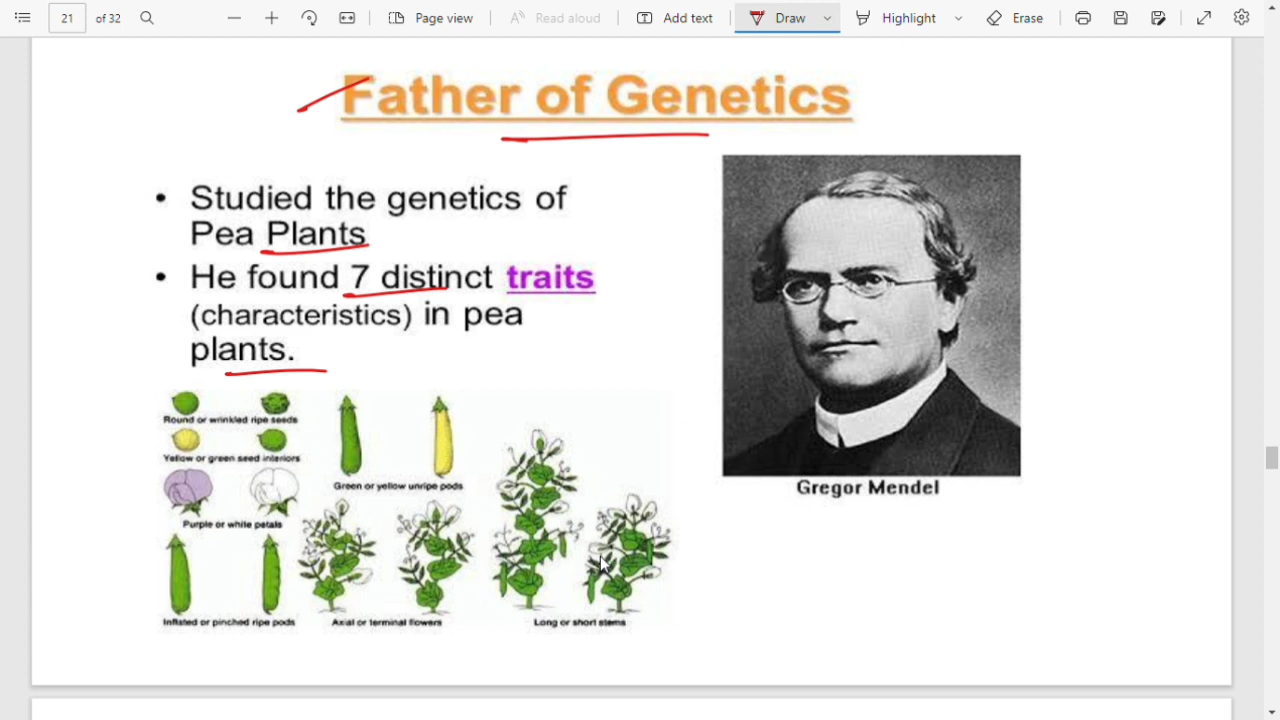 21 of 32 Page view Read aloud Add text Draw Highlight Erase
Father of Genetics
• Studied the genetics of
Pea Plants
• He found 7 distinct traits
(characteristics) in pea
plants.
Round or wrinkled ripe seeds
Yellow or green seed interiors
Purple or white petals
Inflated or pinched ripe pods
Green or yellow unripe pods
Axial or terminal flowers
Long or short stems
Gregor Mendel